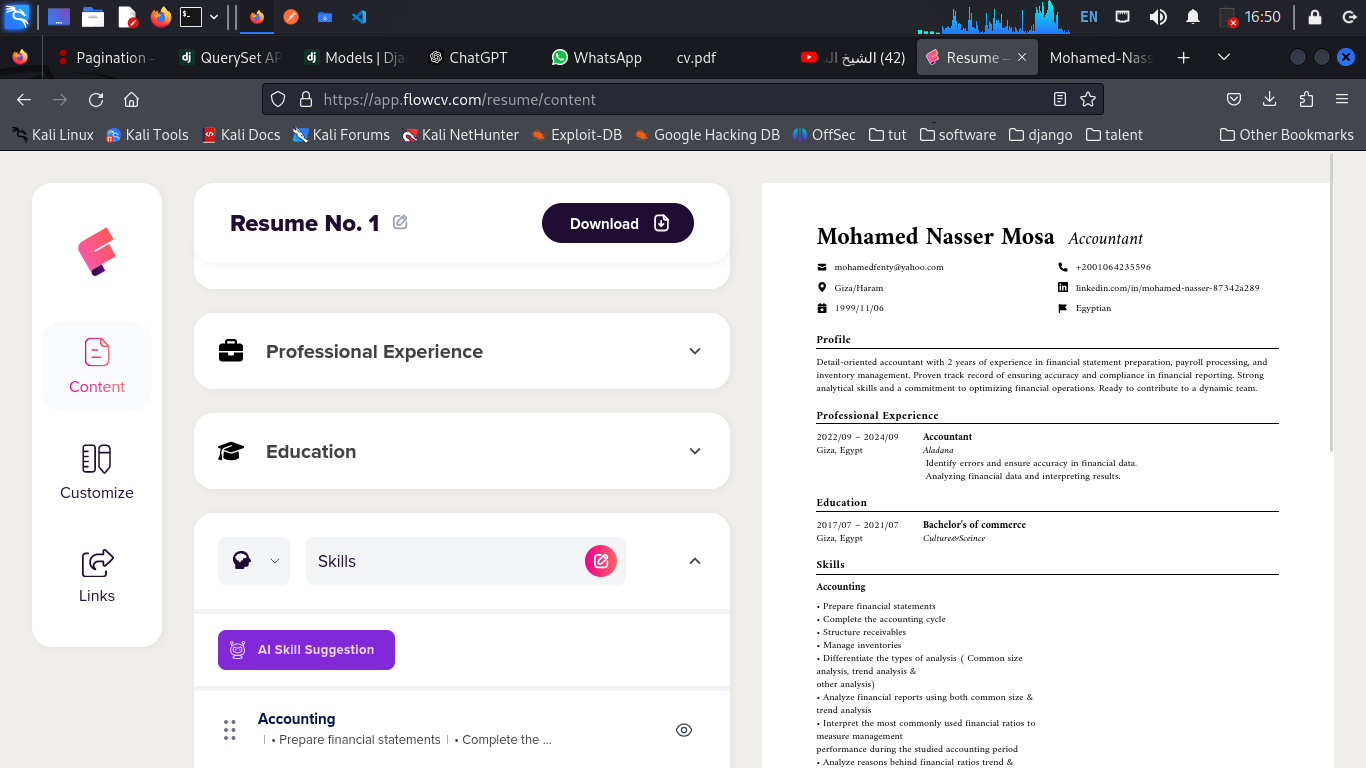 EN
16:50
Pagination -
QuerySet AP
Models | Dja
ChatGPT
WhatsApp
cv.pdf
(42) الشيخ ال
Resume –
Mohamed-Nass
https://app.flowcv.com/resume/content
Kali Linux
Kali Tools
Kali Docs
Kali Forums
Kali NetHunter
Exploit-DB
Google Hacking DB
OffSec
tut
software
django
talent
Other Bookmarks
Content
Customize
Links
Resume No. 1
Download
Professional Experience
Education
Skills
AI Skill Suggestion
Accounting
| • Prepare financial statements | • Complete the ...
Mohamed Nasser Mosa Accountant
mohamedfenty@yahoo.com
+2001064235596
Giza/Haram
linkedin.com/in/mohamed-nasser-87342a289
1999/11/06
Egyptian
Profile
Detail-oriented accountant with 2 years of experience in financial statement preparation, payroll processing, and
inventory management. Proven track record of ensuring accuracy and compliance in financial reporting. Strong
analytical skills and a commitment to optimizing financial operations. Ready to contribute to a dynamic team.
Professional Experience
2022/09 – 2024/09 Accountant
Giza, Egypt Aladana
Identify errors and ensure accuracy in financial data.
Analyzing financial data and interpreting results.
Education
2017/07 – 2021/07 Bachelor's of commerce
Giza, Egypt Culture&Sceince
Skills
Accounting
• Prepare financial statements
• Complete the accounting cycle
• Structure receivables
• Manage inventories
• Differentiate the types of analysis ( Common size
analysis, trend analysis &
other analysis)
• Analyze financial reports using both common size &
trend analysis
• Interpret the most commonly used financial ratios to
measure management
performance during the studied accounting period
• Analyze reasons behind financial ratios trend &